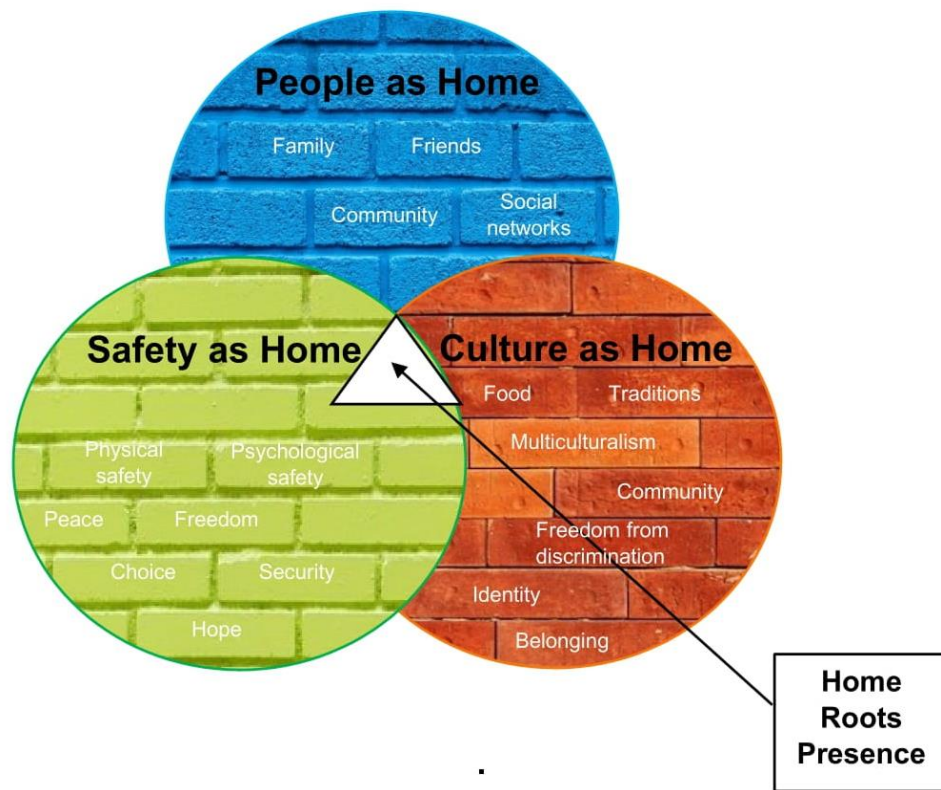 People as Home
Family
Friends
Community
Social
networks
Safety as Home
Physical
safety
Psychological
safety
Peace
Freedom
Choice
Security
Hope
Culture as Home
Food
Traditions
Multiculturalism
Community
Freedom from
discrimination
Identity
Belonging
Home
Roots
Presence
.